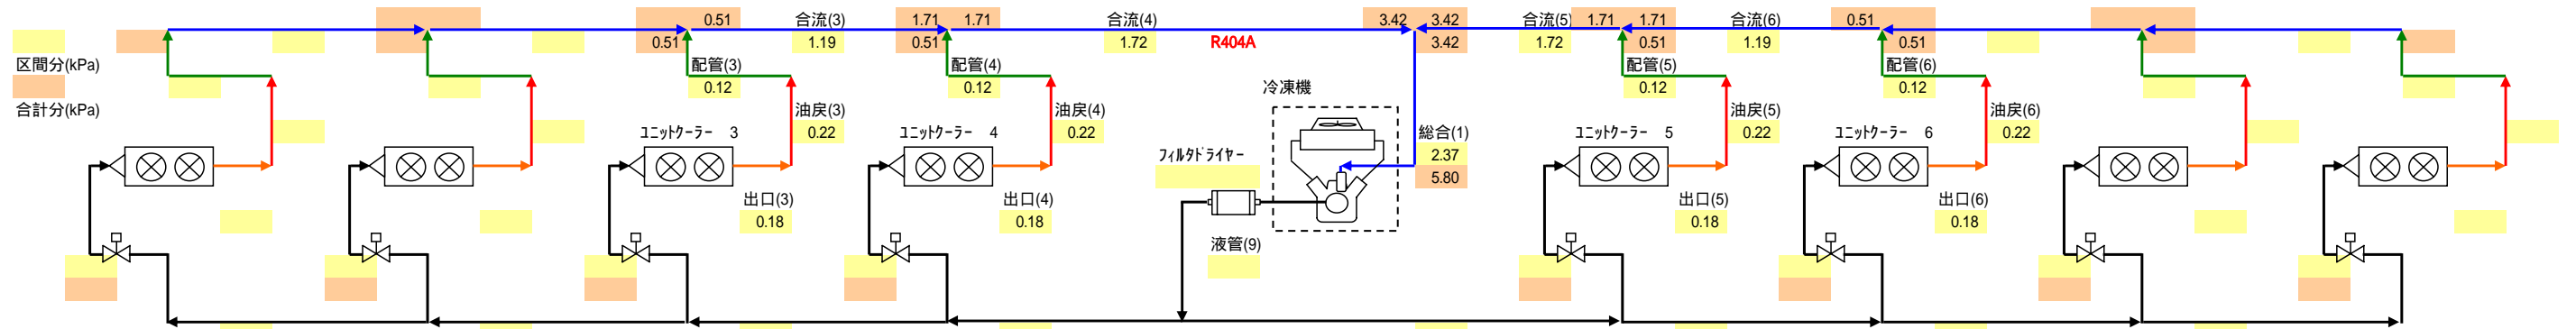 0.51
合流(3)
1.71
1.71
合流(4)
3.42
3.42
合流(5)
1.71
1.71
合流(6)
0.51
0.51
1.19
0.51
1.72
R404A
3.42
1.72
0.51
1.19
0.51
区間分(kPa)
配管(3)
配管(4)
配管(5)
配管(6)
0.12
0.12
冷凍機
0.12
0.12
合計分(kPa)
油戻(3)
油戻(4)
油戻(5)
油戻(6)
ﾕﾆｯﾄｸｰﾗｰ 3
0.22
ﾕﾆｯﾄｸｰﾗｰ 4
0.22
総合(1)
ﾕﾆｯﾄｸｰﾗｰ 5
0.22
ﾕﾆｯﾄｸｰﾗｰ 6
0.22
ﾌｨﾙﾀﾄﾞﾗｲﾔｰ
2.37
5.80
出口(3)
出口(4)
出口(5)
出口(6)
0.18
0.18
0.18
0.18
液管(9)